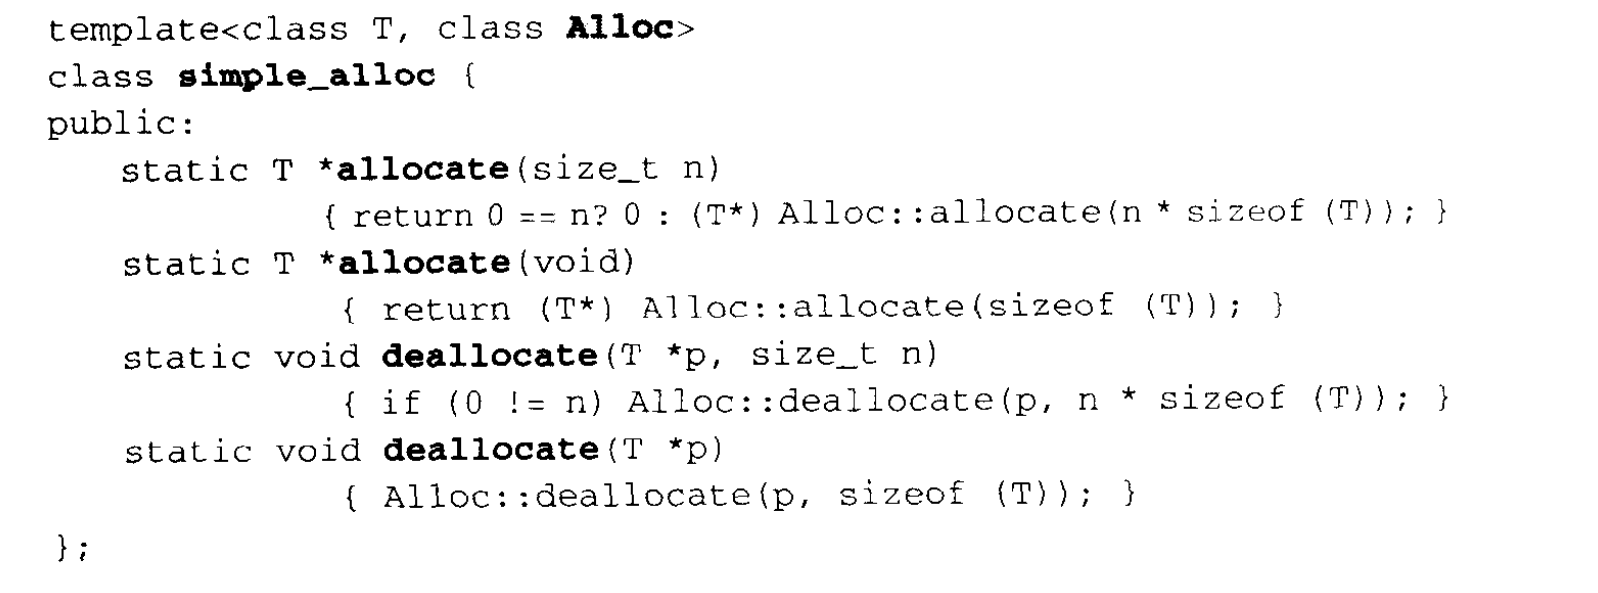 template<class T, class Alloc>
class simple_alloc {
public:
static T *allocate(size_t n)
{ return 0 == n? 0 : (T*) Alloc::allocate(n * sizeof (T)); }
static T *allocate(void)
{ return (T*) Alloc::allocate(sizeof (T)); }
static void deallocate(T *p, size_t n)
{ if (0 != n) Alloc::deallocate(p, n * sizeof (T)); }
static void deallocate(T *p)
{ Alloc::deallocate(p, sizeof (T)); }
};